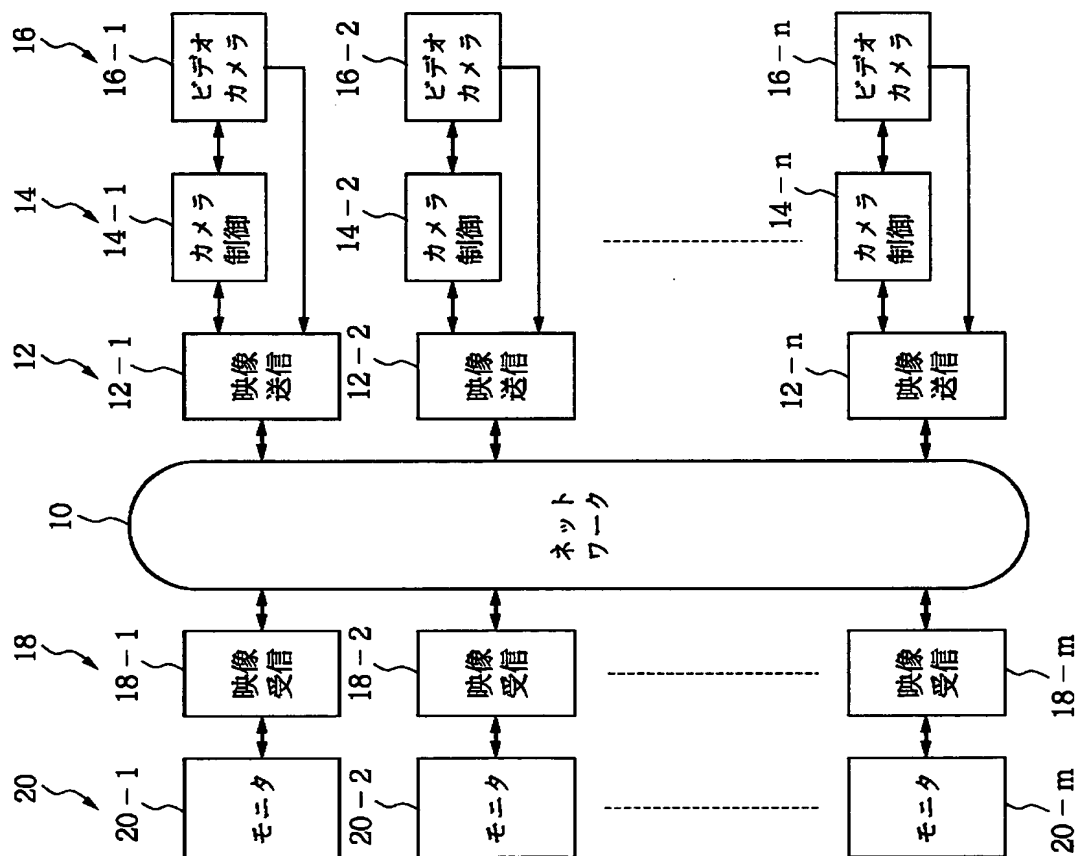 20
20-1
モニタ
20-2
モニタ
20-m
モニタ
18
18-1
映像
受信
18-2
映像
受信
18-m
映像
受信
10
ネット
ワーク
12
12-1
映像
送信
12-2
映像
送信
12-n
映像
送信
14
14-1
カメラ
制御
14-2
カメラ
制御
14-n
カメラ
制御
16
16-1
ビデオ
カメラ
16-2
ビデオ
カメラ
16-n
ビデオ
カメラ